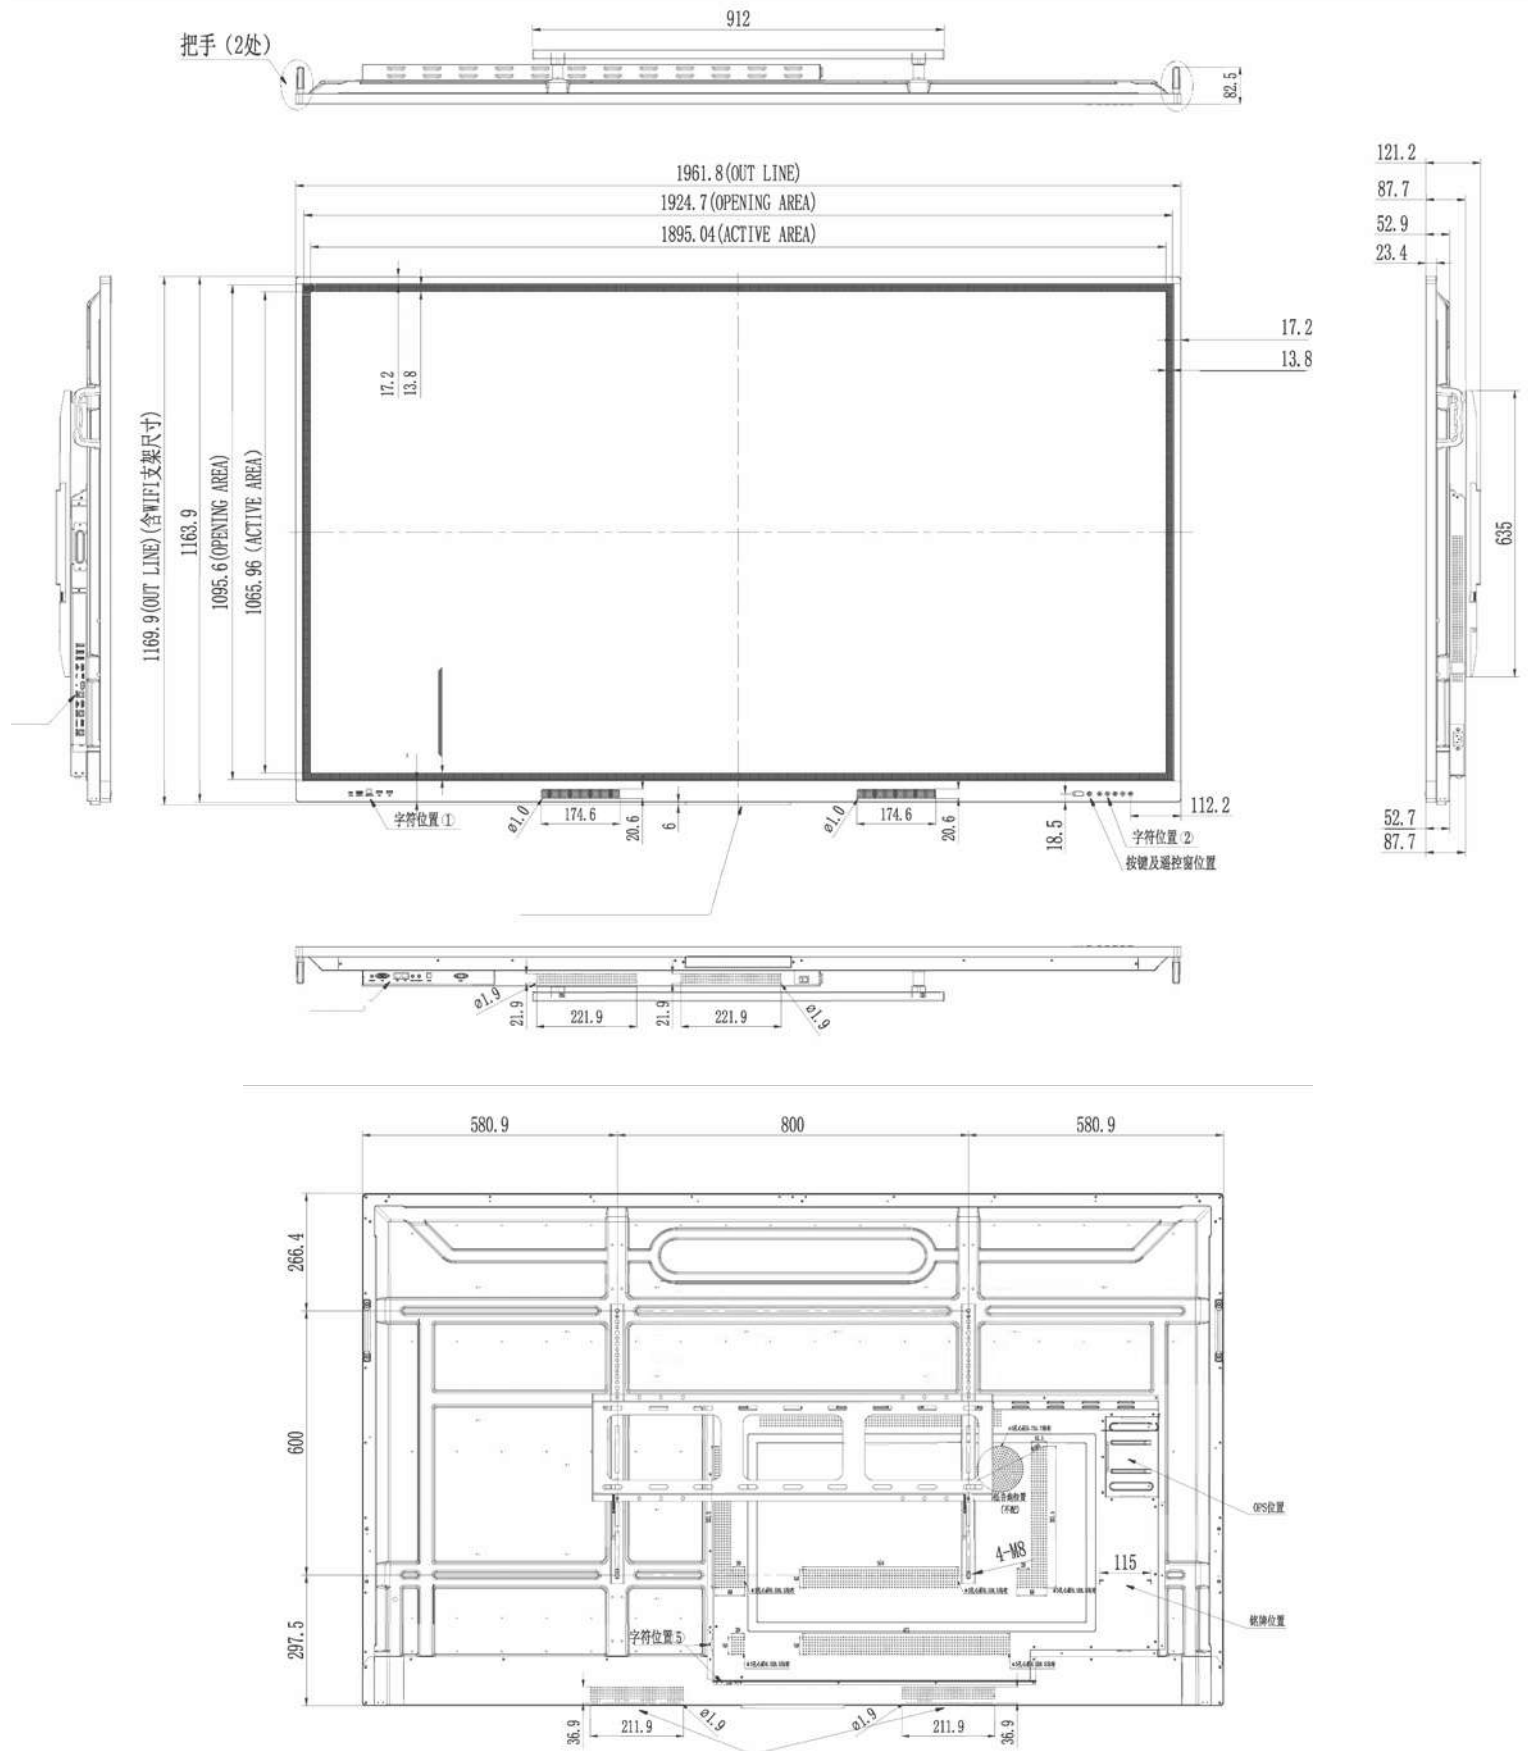 912
把手 (2处)
82.5
1961.8(OUT LINE)
1924.7(OPENING AREA)
1895.04(ACTIVE AREA)
121.2
87.7
52.9
23.4
17.2
13.8
17.2
13.8
1169.9(OUT LINE)(含WIFI支架尺寸)
1163.9
1095.6(OPENING AREA)
1065.96 (ACTIVE AREA)
635
字符位置①
ø1.0
174.6
20.6
6
ø1.0
174.6
20.6
18.5
112.2
字符位置②
按键及遥控窗位置
52.7
87.7
ø1.9
21.9
221.9
21.9
221.9
ø1.9
580.9
800
580.9
266.4
600
297.5
OPS位置
4-M8
115
铭牌位置
字符位置5
36.9
211.9
ø1.9
ø1.9
211.9
36.9